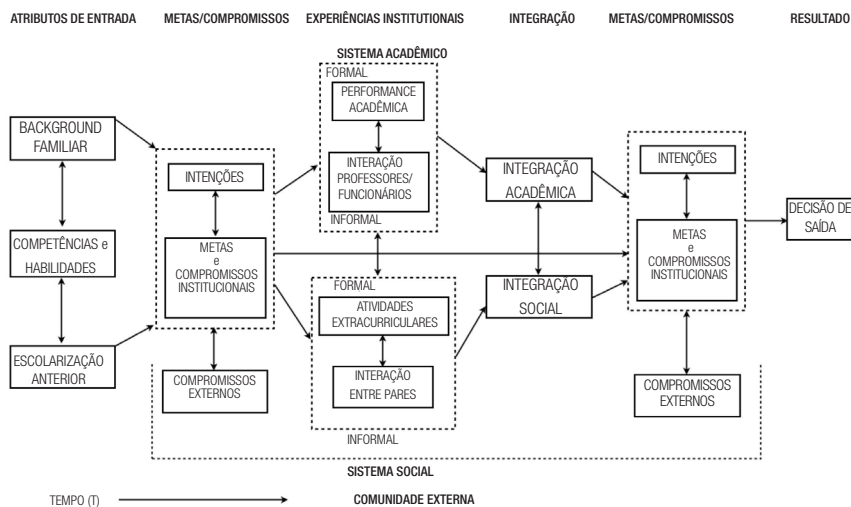 ATRIBUTOS DE ENTRADA
METAS/COMPROMISSOS
EXPERIÊNCIAS INSTITUTIONAIS
INTEGRAÇÃO
METAS/COMPROMISSOS
RESULTADO
SISTEMA ACADÊMICO
FORMAL
PERFORMANCE
ACADÊMICA
INTERAÇÃO
PROFESSORES/
FUNCIONÁRIOS
INFORMAL
BACKGROUND
FAMILIAR
COMPETÊNCIAS e
HABILIDADES
ESCOLARIZAÇÃO
ANTERIOR
INTENÇÕES
METAS
e
COMPROMISSOS
INSTITUCIONAIS
COMPROMISSOS
EXTERNOS
FORMAL
ATIVIDADES
EXTRACURRICULARES
INTERAÇÃO
ENTRE PARES
INFORMAL
INTEGRAÇÃO
ACADÊMICA
INTEGRAÇÃO
SOCIAL
INTENÇÕES
METAS
e
COMPROMISSOS
INSTITUCIONAIS
COMPROMISSOS
EXTERNOS
DECISÃO DE
SAÍDA
SISTEMA SOCIAL
TEMPO (T)
COMUNIDADE EXTERNA